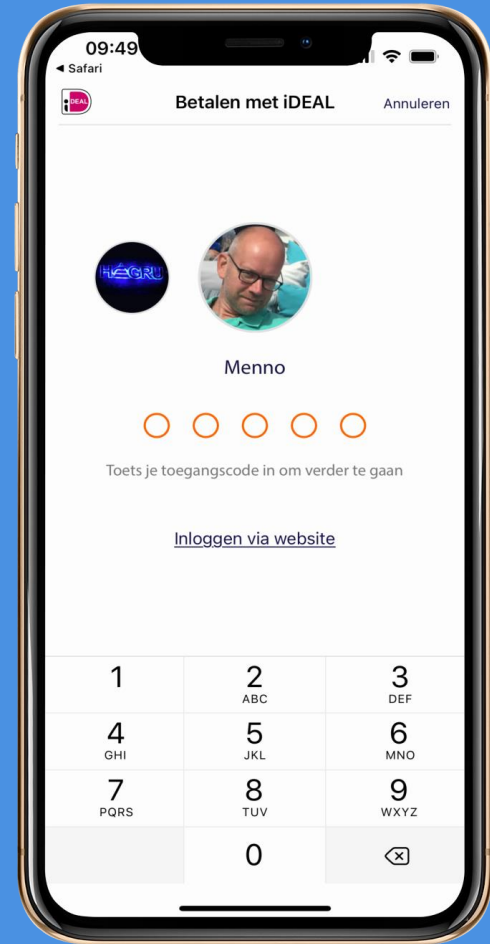 09:49
◀ Safari
iDEAL
Betalen met iDEAL
Annuleren
HEGRU
Menno
Toets je toegangscode in om verder te gaan
Inloggen via website
1
2
3
ABC
DEF
4
5
6
GHI
JKL
MNO
7
8
9
PQRS
TUV
WXYZ
0